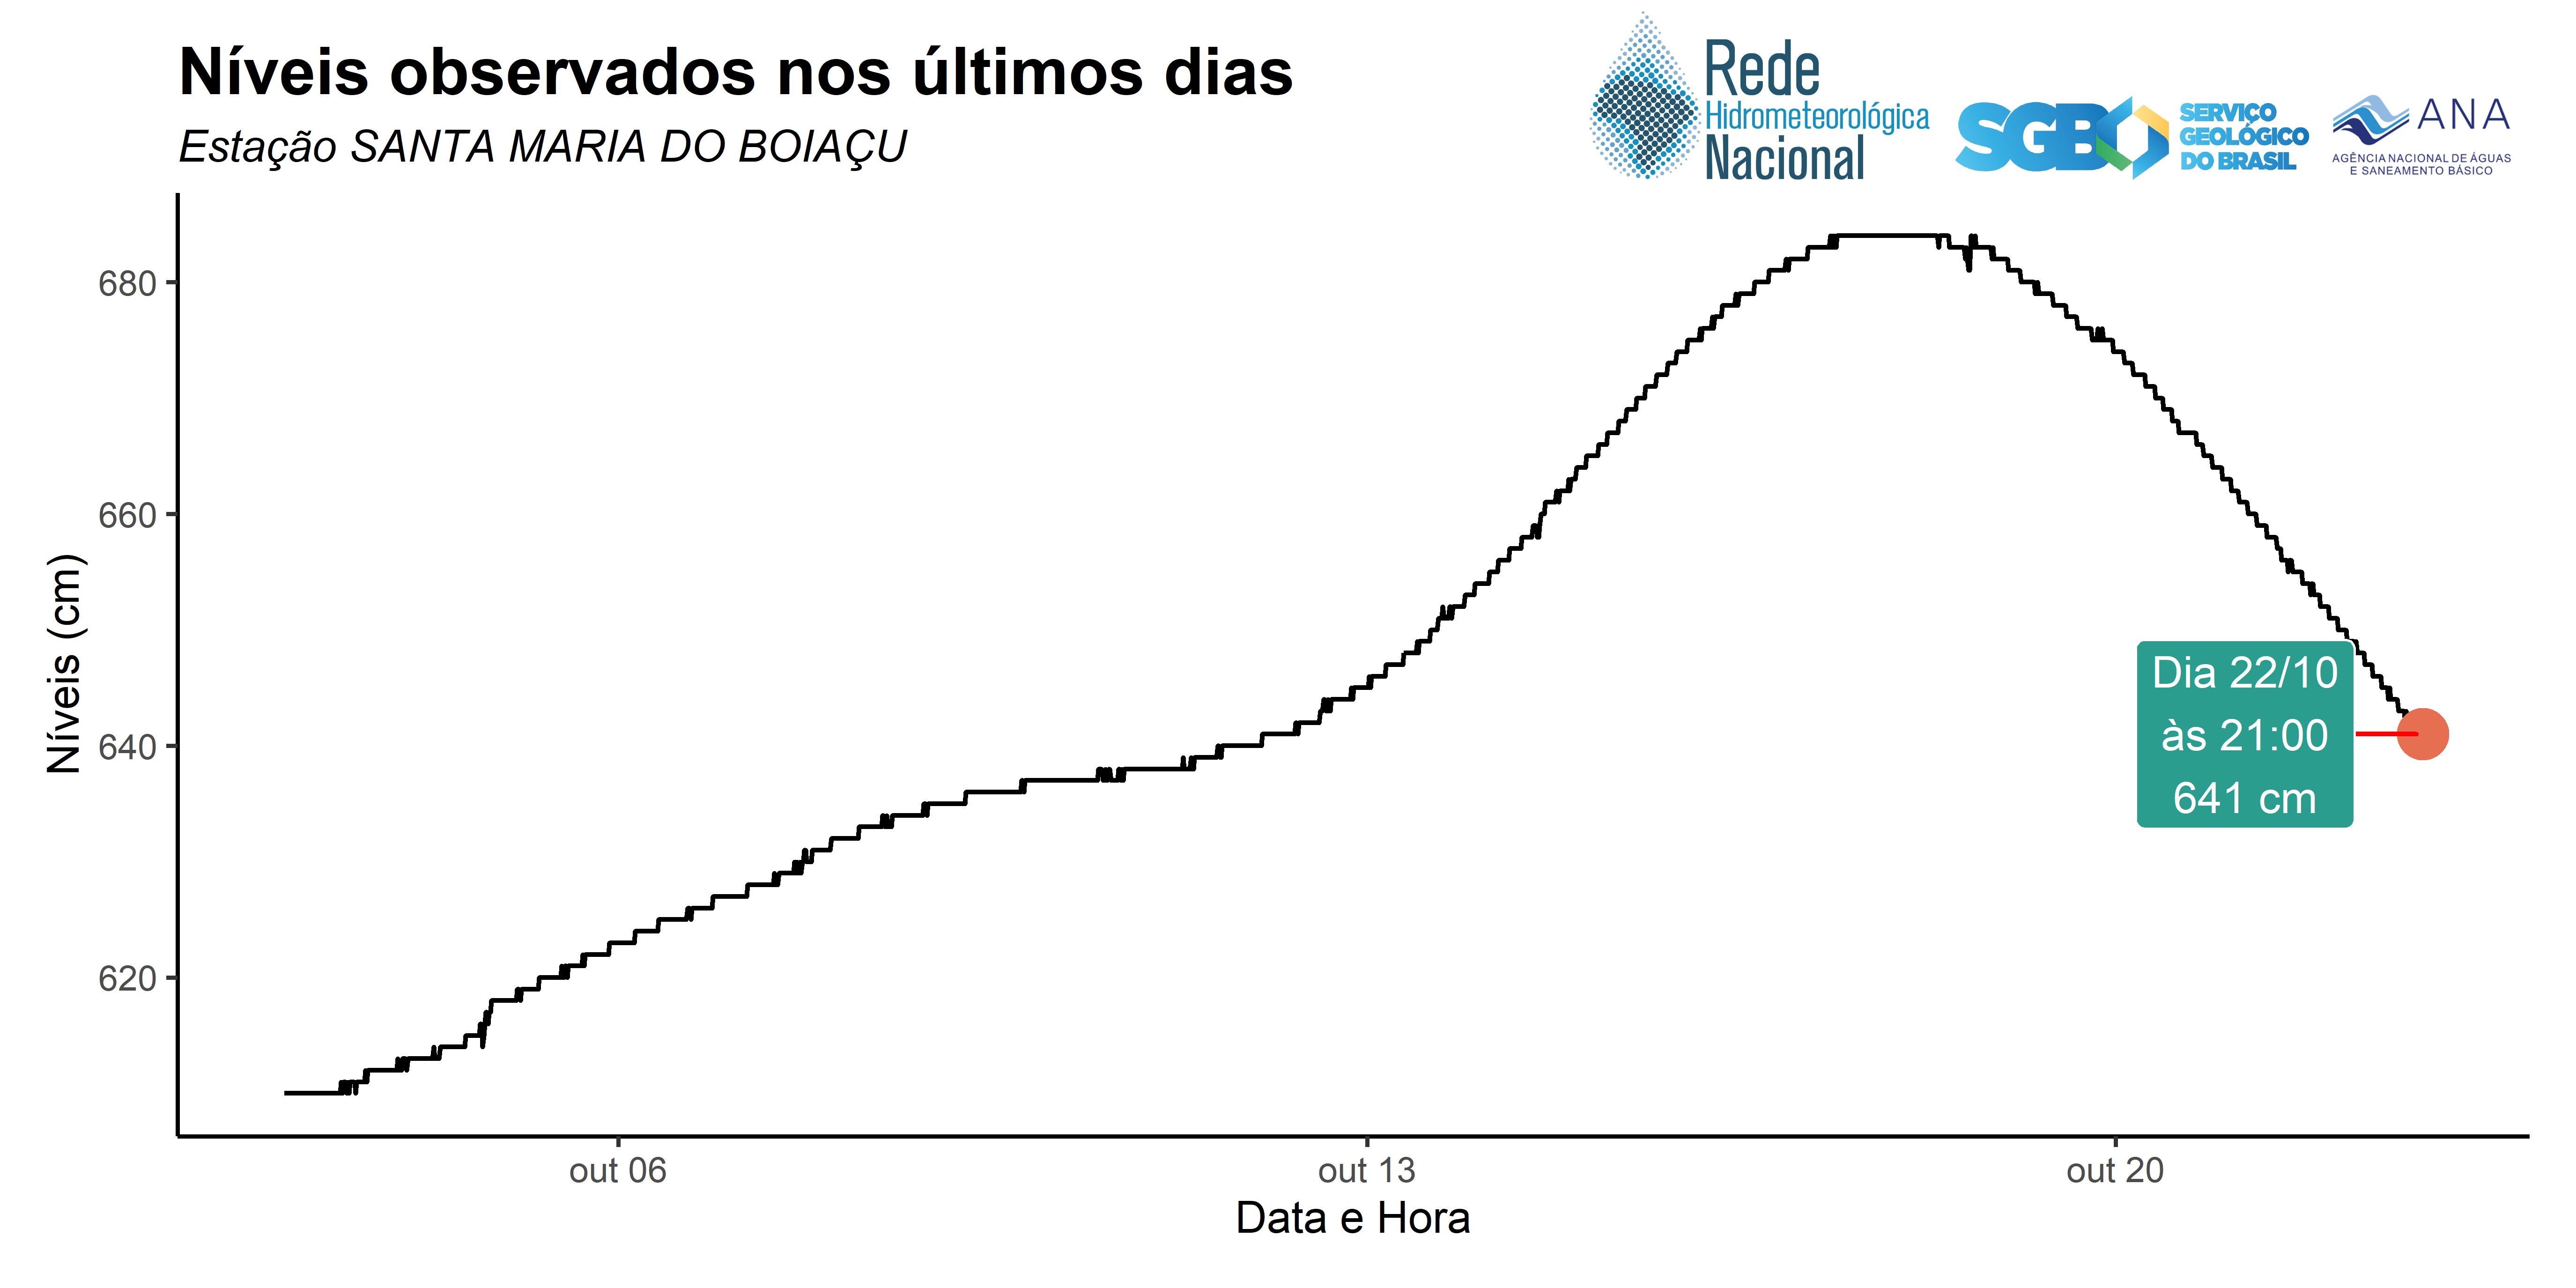 Níveis observados nos últimos dias
Estação SANTA MARIA DO BOIAÇU
Rede
Hidrometeorológica
Nacional
SGB
SERVIÇO
GEOLÓGICO
DO BRASIL
ANA
AGÊNCIA NACIONAL DE ÁGUAS
E SANEAMENTO BÁSICO
Níveis (cm)
680
660
640
620
Dia 22/10
às 21:00
641 cm
out 06
out 13
out 20
Data e Hora